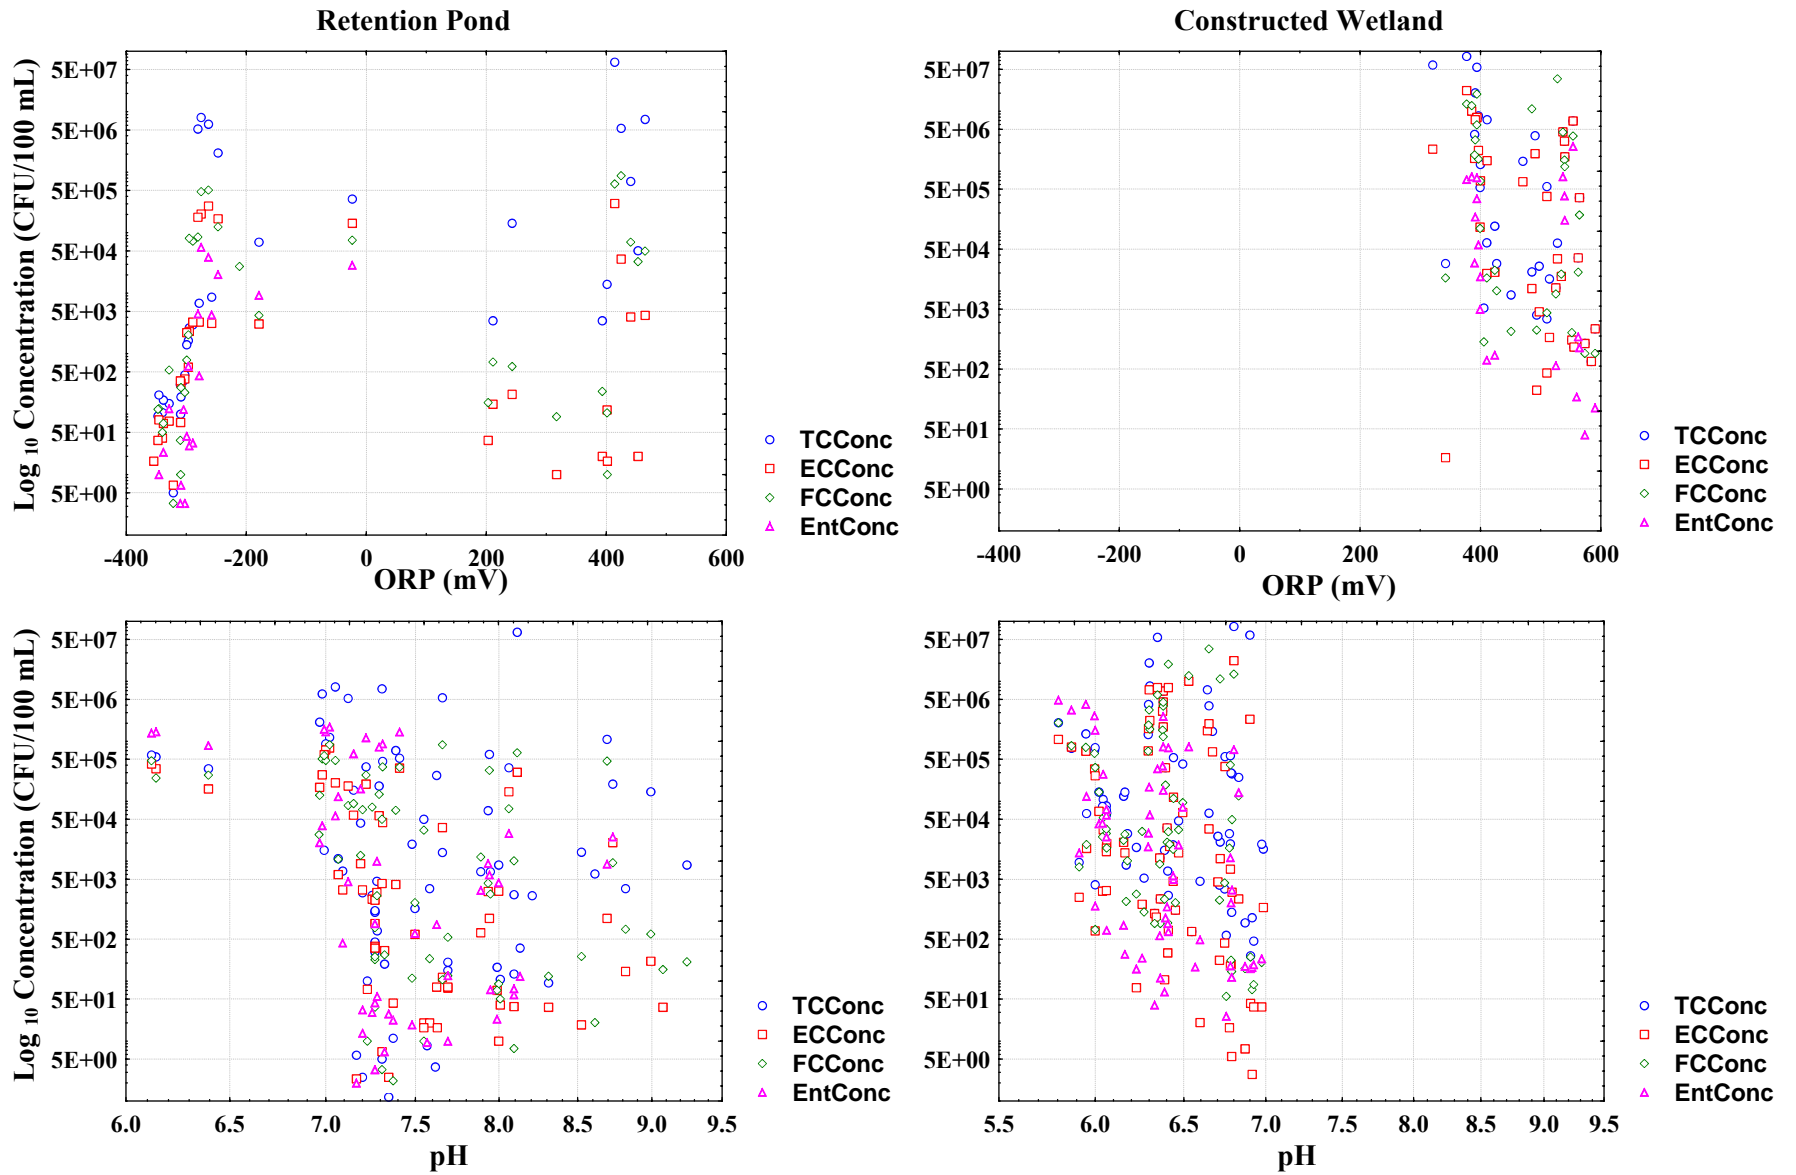 Retention Pond
Constructed Wetland
Log 10 Concentration (CFU/100 mL)
5E+07
5E+06
5E+05
5E+04
5E+03
5E+02
5E+01
5E+00
-400 -200 0 200 400 600
ORP (mV)
TCConc
ECConc
FCConc
EntConc
5E+07
5E+06
5E+05
5E+04
5E+03
5E+02
5E+01
5E+00
-400 -200 0 200 400 600
ORP (mV)
TCConc
ECConc
FCConc
EntConc
Log 10 Concentration (CFU/100 mL)
5E+07
5E+06
5E+05
5E+04
5E+03
5E+02
5E+01
5E+00
6.0 6.5 7.0 7.5 8.0 8.5 9.0 9.5
pH
TCConc
ECConc
FCConc
EntConc
5E+07
5E+06
5E+05
5E+04
5E+03
5E+02
5E+01
5E+00
5.5 6.0 6.5 7.0 7.5 8.0 8.5 9.0 9.5
pH
TCConc
ECConc
FCConc
EntConc